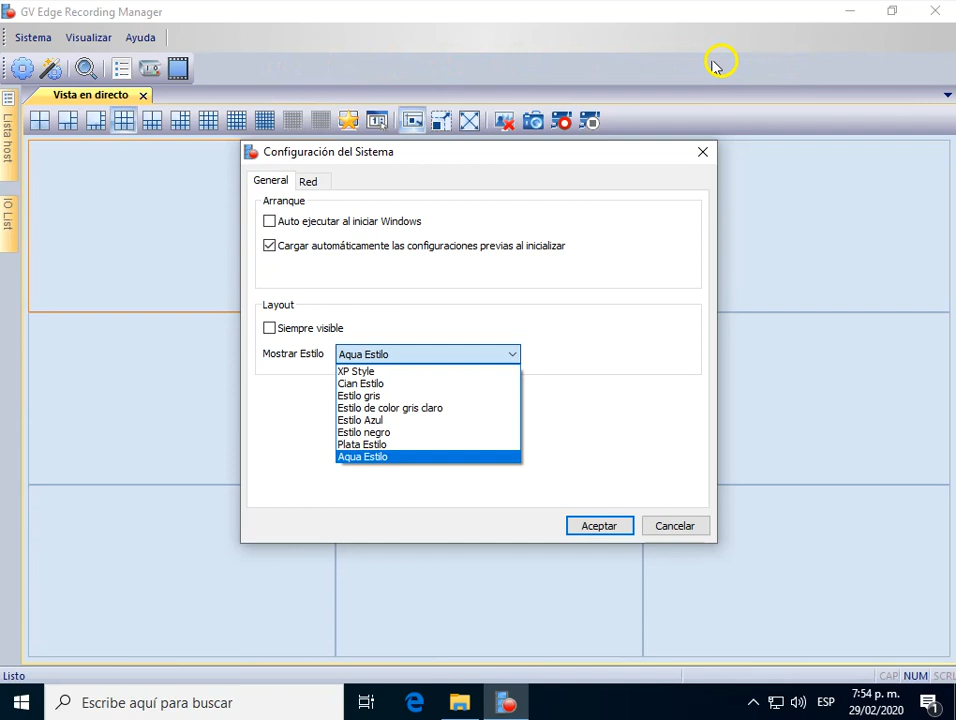 GV Edge Recording Manager
Sistema Visualizar Ayuda
Vista en directo
Lista host
IO List
Configuración del Sistema
General Red
Arranque
Auto ejecutar al iniciar Windows
Cargar automáticamente las configuraciones previas al inicializar
Layout
Siempre visible
Mostrar Estilo Aqua Estilo
XP Style
Cian Estilo
Estilo gris
Estilo de color gris claro
Estilo Azul
Estilo negro
Plata Estilo
Aqua Estilo
Aceptar Cancelar
Listo CAP NUM SCRL
Escribe aquí para buscar
ESP
7:54 p. m.
29/02/2020
1